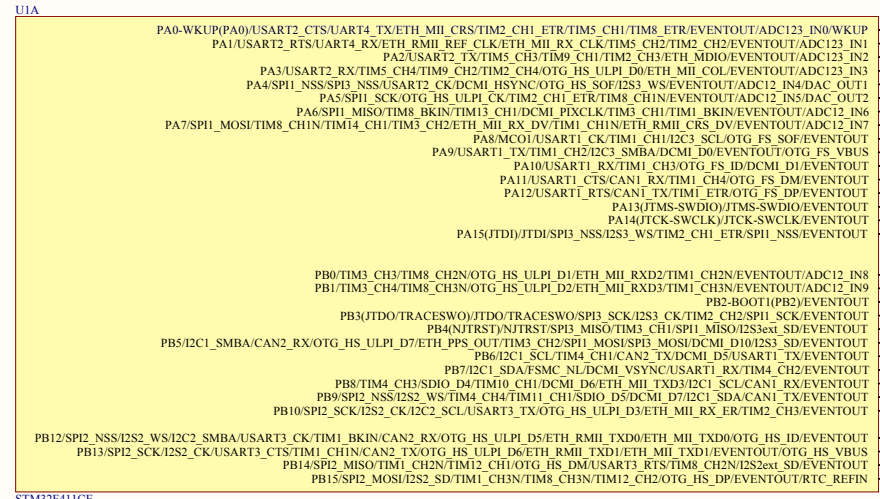 U1A
PA0-WKUP(PA0)/USART2_CTS/UART4_TX/ETH_MII_CRS/TIM2_CH1_ETR/TIM5_CH1/TIM8_ETR/EVENTOUT/ADC123_IN0/WKUP
PA1/USART2_RTS/UART4_RX/ETH_RMII_REF_CLK/ETH_MII_RX_CLK/TIM5_CH2/TIM2_CH2/EVENTOUT/ADC123_IN1
PA2/USART2_TX/TIM5_CH3/TIM9_CH1/TIM2_CH3/ETH_MDIO/EVENTOUT/ADC123_IN2
PA3/USART2_RX/TIM5_CH4/TIM9_CH2/TIM2_CH4/OTG_HS_ULPI_D0/ETH_MII_COL/EVENTOUT/ADC123_IN3
PA4/SPI1_NSS/SPI3_NSS/USART2_CK/DCMI_HSYNC/OTG_HS_SOF/I2S3_WS/EVENTOUT/ADC12_IN4/DAC_OUT1
PA5/SPI1_SCK/OTG_HS_ULPI_CK/TIM2_CH1_ETR/TIM8_CH1N/EVENTOUT/ADC12_IN5/DAC_OUT2
PA6/SPI1_MISO/TIM8_BKIN/TIM13_CH1/DCMI_PIXCLK/TIM3_CH1/TIM1_BKIN/EVENTOUT/ADC12_IN6
PA7/SPI1_MOSI/TIM8_CH1N/TIM14_CH1/TIM3_CH2/ETH_MII_RX_DV/TIM1_CH1N/ETH_RMII_CRS_DV/EVENTOUT/ADC12_IN7
PA8/MCO1/USART1_CK/TIM1_CH1/I2C3_SCL/OTG_FS_SOF/EVENTOUT
PA9/USART1_TX/TIM1_CH2/I2C3_SMBA/DCMI_D0/EVENTOUT/OTG_FS_VBUS
PA10/USART1_RX/TIM1_CH3/OTG_FS_ID/DCMI_D1/EVENTOUT
PA11/USART1_CTS/CAN1_RX/TIM1_CH4/OTG_FS_DM/EVENTOUT
PA12/USART1_RTS/CAN1_TX/TIM1_ETR/OTG_FS_DP/EVENTOUT
PA13(JTMS-SWDIO)/JTMS-SWDIO/EVENTOUT
PA14(JTCK-SWCLK)/JTCK-SWCLK/EVENTOUT
PA15(JTDI)/JTDI/SPI3_NSS/I2S3_WS/TIM2_CH1_ETR/SPI1_NSS/EVENTOUT
PB0/TIM3_CH3/TIM8_CH2N/OTG_HS_ULPI_D1/ETH_MII_RXD2/TIM1_CH2N/EVENTOUT/ADC12_IN8
PB1/TIM3_CH4/TIM8_CH3N/OTG_HS_ULPI_D2/ETH_MII_RXD3/TIM1_CH3N/EVENTOUT/ADC12_IN9
PB2-BOOT1(PB2)/EVENTOUT
PB3(JTDO/TRACESWO)/JTDO/TRACESWO/SPI3_SCK/I2S3_CK/TIM2_CH2/SPI1_SCK/EVENTOUT
PB4(NJTRST)/NJTRST/SPI3_MISO/TIM3_CH1/SPI1_MISO/I2S3ext_SD/EVENTOUT
PB5/I2C1_SMBA/CAN2_RX/OTG_HS_ULPI_D7/ETH_PPS_OUT/TIM3_CH2/SPI1_MOSI/SPI3_MOSI/DCMI_D10/I2S3_SD/EVENTOUT
PB6/I2C1_SCL/TIM4_CH1/CAN2_TX/DCMI_D5/USART1_TX/EVENTOUT
PB7/I2C1_SDA/FSMC_NL/DCMI_VSYNC/USART1_RX/TIM4_CH2/EVENTOUT
PB8/TIM4_CH3/SDIO_D4/TIM10_CH1/DCMI_D6/ETH_MII_TXD3/I2C1_SCL/CAN1_RX/EVENTOUT
PB9/SPI2_NSS/I2S2_WS/TIM4_CH4/TIM11_CH1/SDIO_D5/DCMI_D7/I2C1_SDA/CAN1_TX/EVENTOUT
PB10/SPI2_SCK/I2S2_CK/I2C2_SCL/USART3_TX/OTG_HS_ULPI_D3/ETH_MII_RX_ER/TIM2_CH3/EVENTOUT
PB12/SPI2_NSS/I2S2_WS/I2C2_SMBA/USART3_CK/TIM1_BKIN/CAN2_RX/OTG_HS_ULPI_D5/ETH_RMII_TXD0/ETH_MII_TXD0/OTG_HS_ID/EVENTOUT
PB13/SPI2_SCK/I2S2_CK/USART3_CTS/TIM1_CH1N/CAN2_TX/OTG_HS_ULPI_D6/ETH_RMII_TXD1/ETH_MII_TXD1/EVENTOUT/OTG_HS_VBUS
PB14/SPI2_MISO/TIM1_CH2N/TIM12_CH1/OTG_HS_DM/USART3_RTS/TIM8_CH2N/I2S2ext_SD/EVENTOUT
PB15/SPI2_MOSI/I2S2_SD/TIM1_CH3N/TIM8_CH3N/TIM12_CH2/OTG_HS_DP/EVENTOUT/RTC_REFIN
STM32F411CE